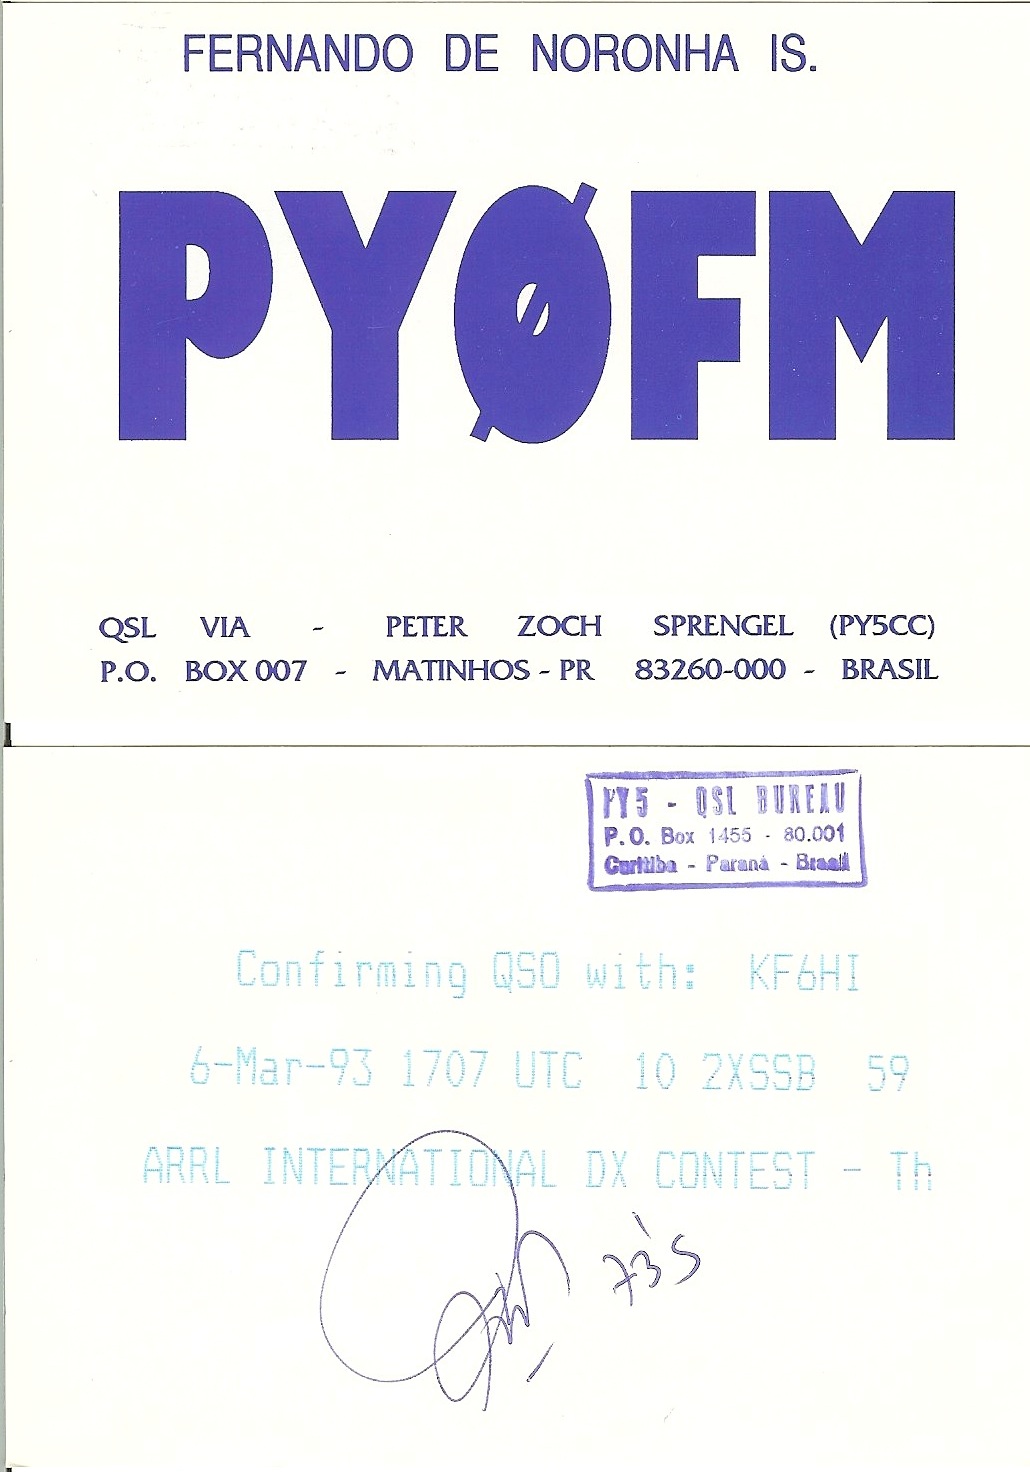 FERNANDO DE NORONHA IS.
PYØFM
QSL VIA - PETER ZOCH SPRENGEL (PY5CC)
P.O. BOX 007 - MATINHOS - PR 83260-000 - BRASIL
PY5 - QSL BUREAU
P.O. Box 1455 - 80.001
Curitiba - Paraná - Brasil
Confirming QSO with: KF6HI
6-Mar-93 1707 UTC 10 2XSSB 59
ARRL INTERNATIONAL DX CONTEST - Th
73's